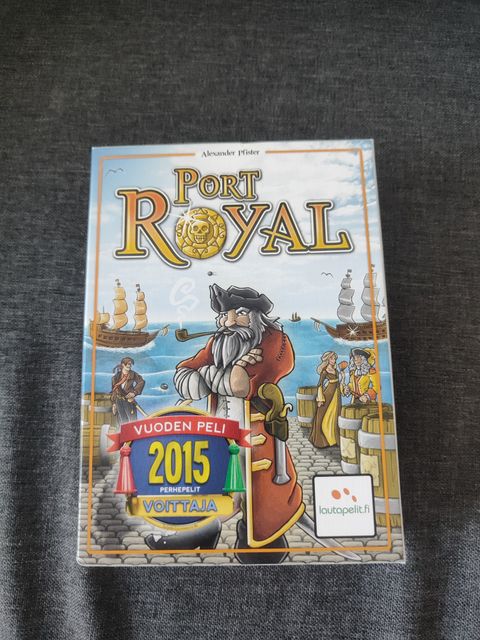 Alexander Pfister
PORT
ROYAL
VUODEN PELI
2015
PERHEPELIT
VOITTAJA
lautapelit.fi